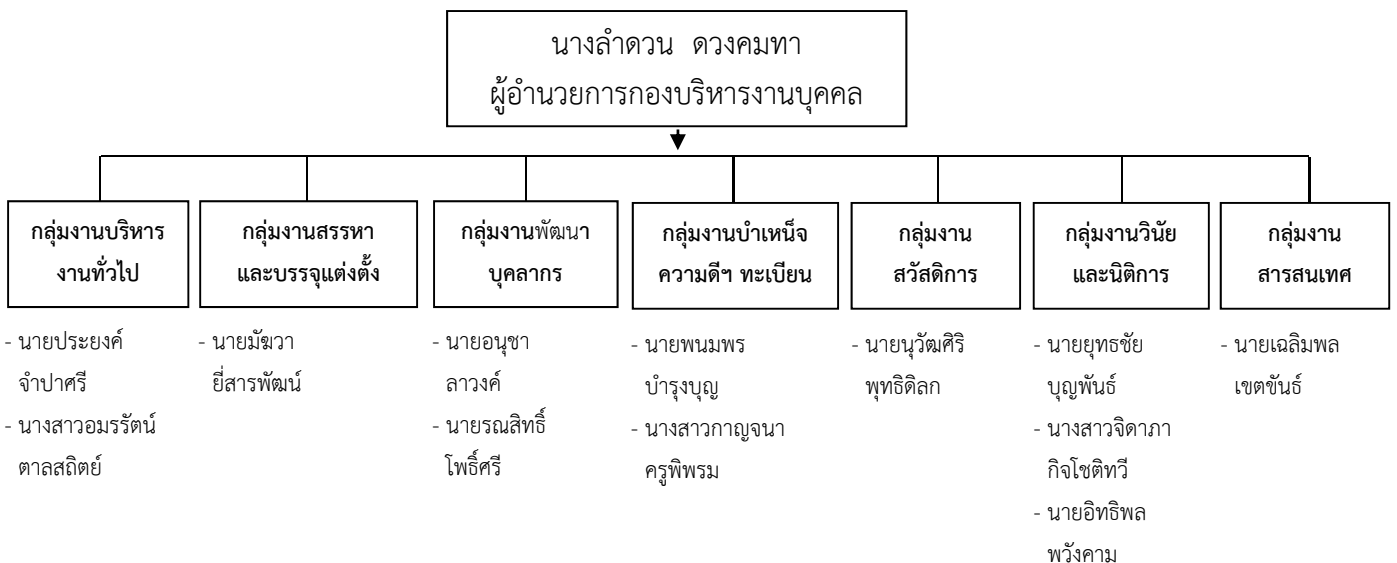 นางลำดวน ดวงคมทา
ผู้อำนวยการกองบริหารงานบุคคล
กลุ่มงานบริหาร
งานทั่วไป
- นายประยงค์
จำปาศรี
- นางสาวอมรรัตน์
ตาลสถิตย์
กลุ่มงานสรรหา
และบรรจุแต่งตั้ง
- นายมัฆวา
ยี่สารพัฒน์
กลุ่มงานพัฒนา
บุคลากร
- นายอนุชา
ลาวงค์
- นายรณสิทธิ์
โพธิ์ศรี
กลุ่มงานบำเหน็จ
ความดีฯ ทะเบียน
- นายพนมพร
บำรุงบุญ
- นางสาวกาญจนา
ครูพิพรม
กลุ่มงาน
สวัสดิการ
- นายนุวัฒศิริ
พุทธิดิลก
กลุ่มงานวินัย
และนิติการ
- นายยุทธชัย
บุญพันธ์
- นางสาวจิดาภา
กิจโชติทวี
- นายอิทธิพล
พวังคาม
กลุ่มงาน
สารสนเทศ
- นายเฉลิมพล
เขตขันธ์